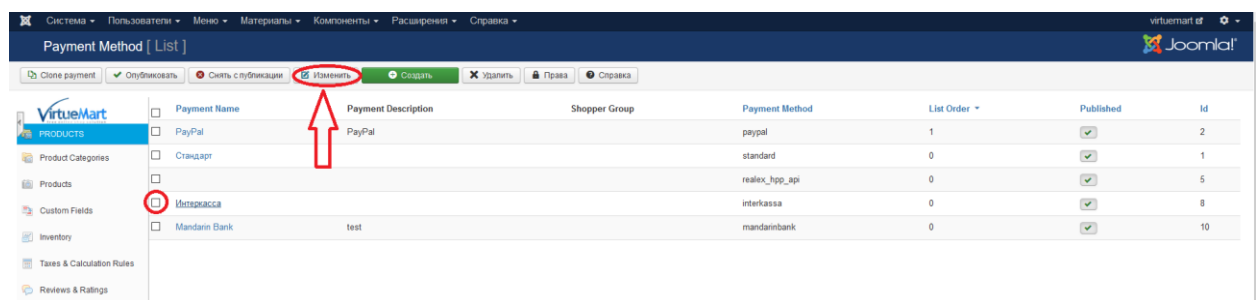 Система Пользователи Меню Материалы Компоненты Расширения Справка virtuemart
Payment Method [ List ] Joomla!
Clone payment Опубликовать Снять с публикации Изменить Создать Удалить Права Справка
VirtueMart
Payment Name Payment Description Shopper Group Payment Method List Order Published Id
PRODUCTS
PayPal PayPal paypal 1 2
Product Categories
Стандарт standard 0 1
Products
realex_hpp_api 0 5
Custom Fields
Интеркасса interkassa 0 8
Inventory
Mandarin Bank test mandarinbank 0 10
Taxes & Calculation Rules
Reviews & Ratings